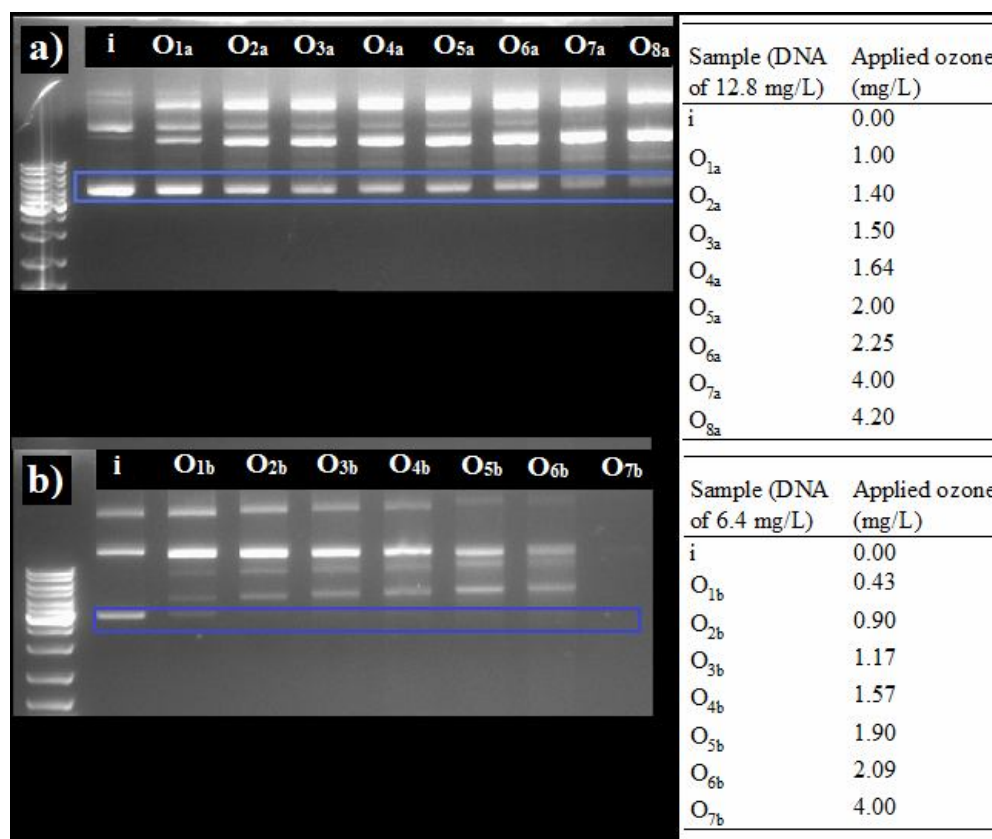 a) i O₁ₐ O₂ₐ O₃ₐ O₄ₐ O₅ₐ O₆ₐ O₇ₐ O₈ₐ
Sample (DNA of 12.8 mg/L) Applied ozone (mg/L)
i 0.00
O₁ₐ 1.00
O₂ₐ 1.40
O₃ₐ 1.50
O₄ₐ 1.64
O₅ₐ 2.00
O₆ₐ 2.25
O₇ₐ 4.00
O₈ₐ 4.20
b) i O1b O2b O3b O4b O5b O6b O7b
Sample (DNA of 6.4 mg/L) Applied ozone (mg/L)
i 0.00
O1b 0.43
O2b 0.90
O3b 1.17
O4b 1.57
O5b 1.90
O6b 2.09
O7b 4.00